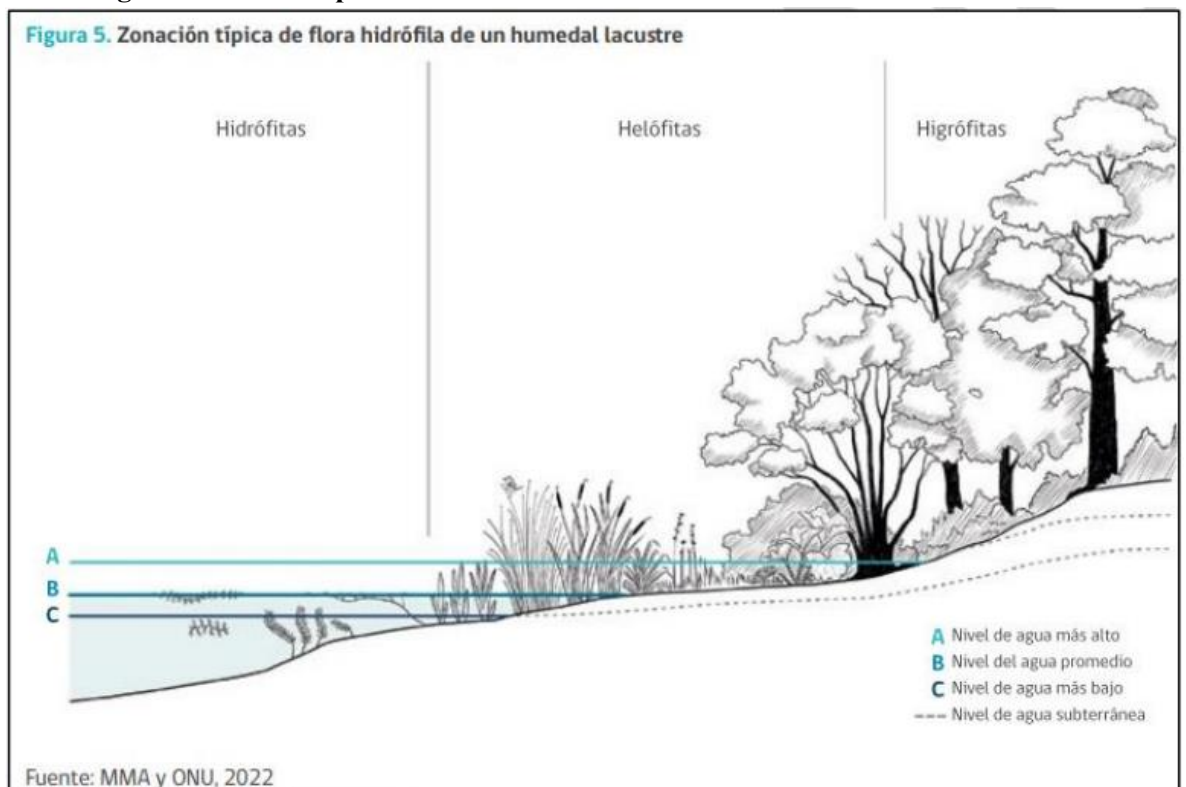 Figura 5. Zonación típica de flora hidrófila de un humedal lacustre
Hidrófitas
Helófitas
Higrófitas
A
B
C
A Nivel de agua más alto
B Nivel del agua promedio
C Nivel de agua más bajo
Nivel de agua subterránea
Fuente: MMA y ONU, 2022